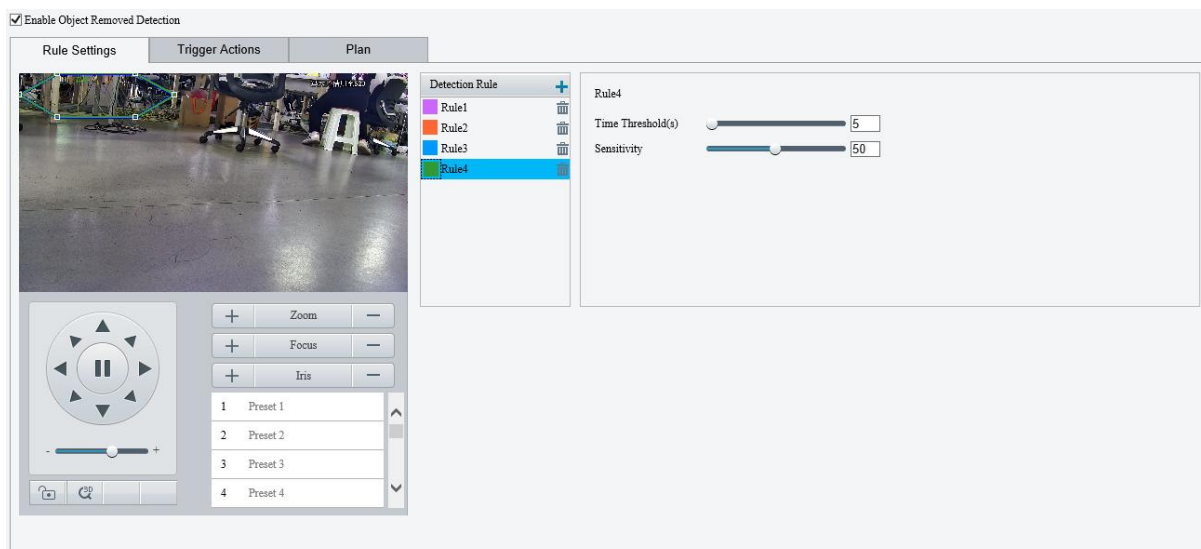 Enable Object Removed Detection
Rule Settings
Trigger Actions
Plan
Detection Rule
Rule1
Rule2
Rule3
Rule4
Rule4
Time Threshold(s)
5
Sensitivity
50
+ Zoom −
+ Focus −
+ Iris −
1 Preset 1
2 Preset 2
3 Preset 3
4 Preset 4
- +
3D